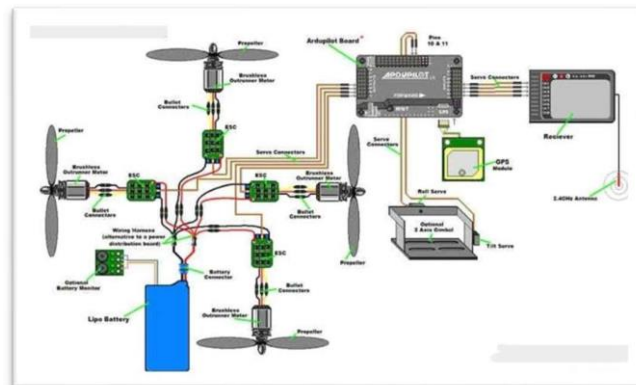 Propeller
Ardupilot Board
Pins
10 & 11
Brushless
Outrunner Motor
ARDUPILOT
FORWARD
Servo Connectors
Reciever
Bullet
Connectors
ESC
Servo Connectors
Servo
Connectors
GPS
Module
2.4GHz Antenna
Propeller
Brushless
Outrunner Motor
ESC
Bullet
Connectors
ESC
Brushless
Outrunner Motor
Bullet
Connectors
Propeller
Roll Servo
Optional
2 Axis Gimbal
Tilt Servo
Wiring Harness
(alternative to a power
distribution board)
ESC
Optional
Battery Monitor
Battery
Connector
Bullet
Connectors
Lipo Battery
Brushless
Outrunner Motor
Propeller